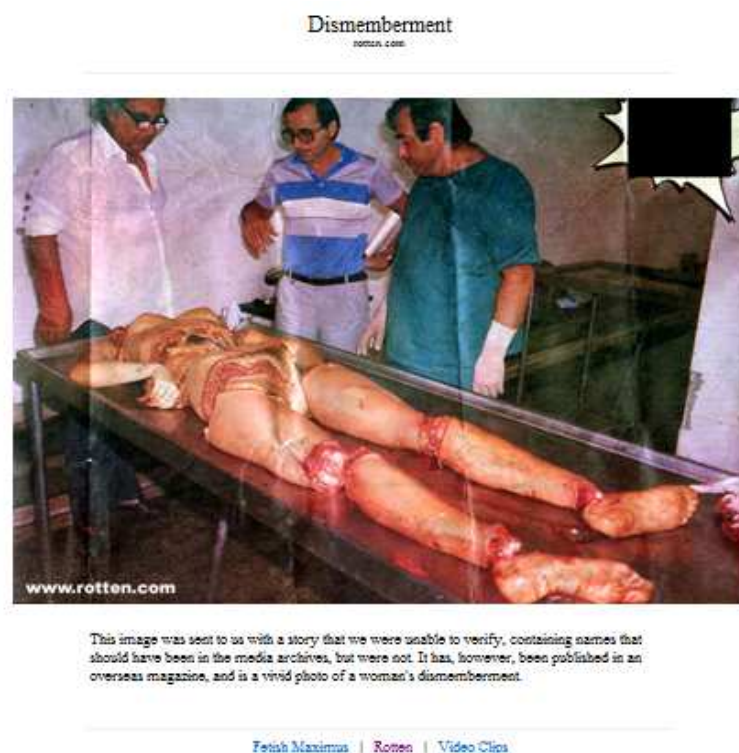 Dismemberment
rotten.com
www.rotten.com
This image was sent to us with a story that we were unable to verify, containing names that
should have been in the media archives, but were not. It has, however, been published in an
overseas magazine, and is a vivid photo of a woman's dismemberment.
Fetish Maximus | Rotten | Video Clips